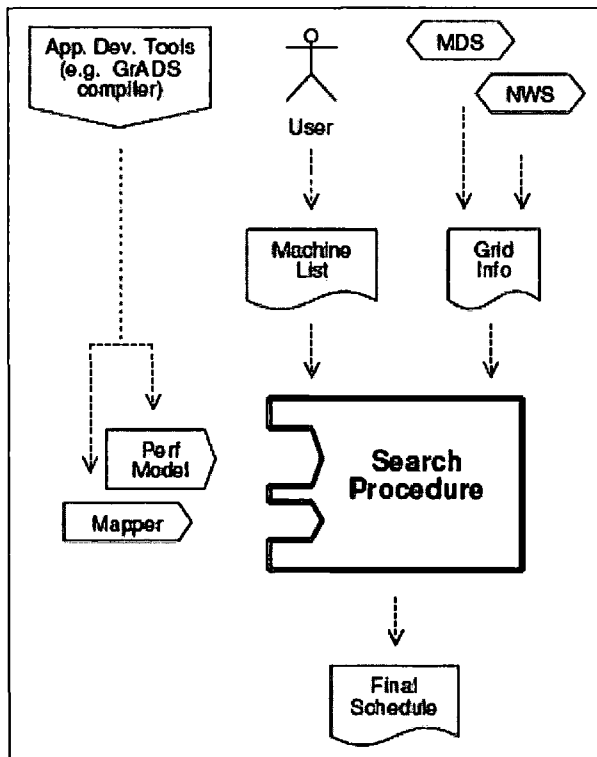 App. Dev. Tools
(e.g. GrADS
compiler)
User
MDS
NWS
Machine
List
Grid
Info
Perf
Model
Mapper
Search
Procedure
Final
Schedule